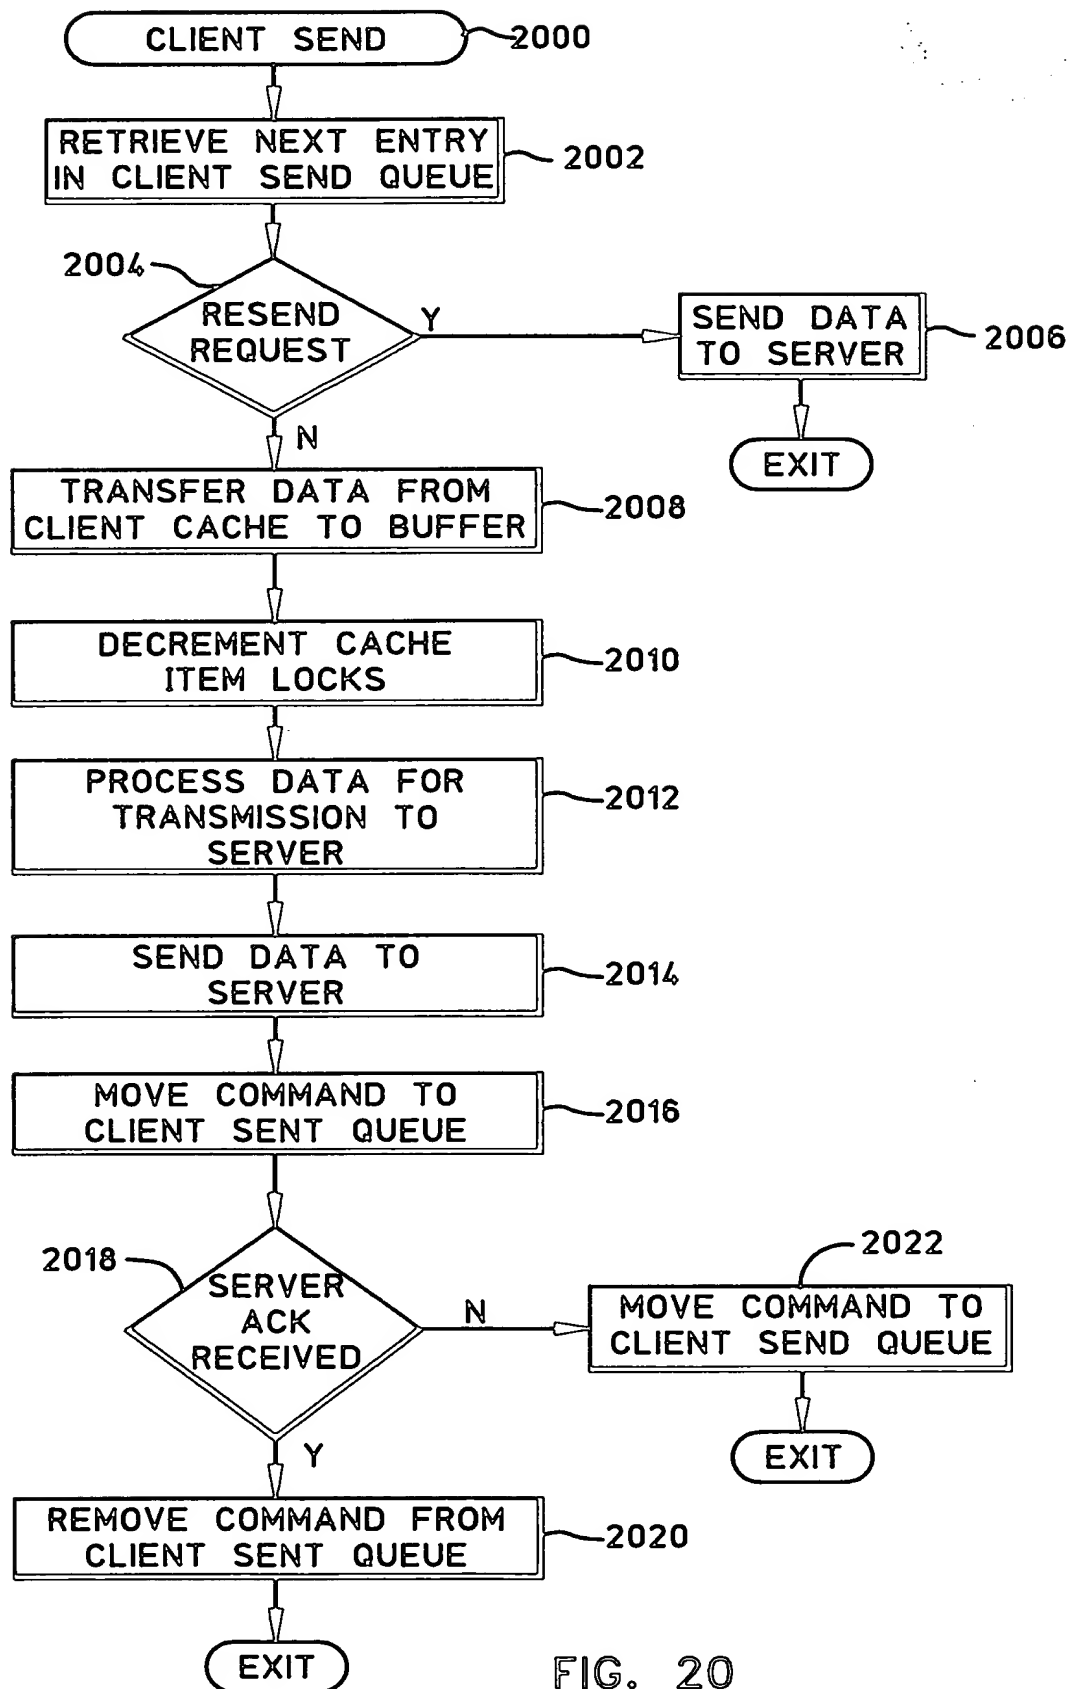 CLIENT SEND
2000
RETRIEVE NEXT ENTRY
IN CLIENT SEND QUEUE
2002
2004
RESEND
REQUEST
Y
SEND DATA
TO SERVER
2006
EXIT
N
TRANSFER DATA FROM
CLIENT CACHE TO BUFFER
2008
DECREMENT CACHE
ITEM LOCKS
2010
PROCESS DATA FOR
TRANSMISSION TO
SERVER
2012
SEND DATA TO
SERVER
2014
MOVE COMMAND TO
CLIENT SENT QUEUE
2016
2018
SERVER
ACK
RECEIVED
N
2022
MOVE COMMAND TO
CLIENT SEND QUEUE
EXIT
Y
REMOVE COMMAND FROM
CLIENT SENT QUEUE
2020
EXIT
FIG. 20